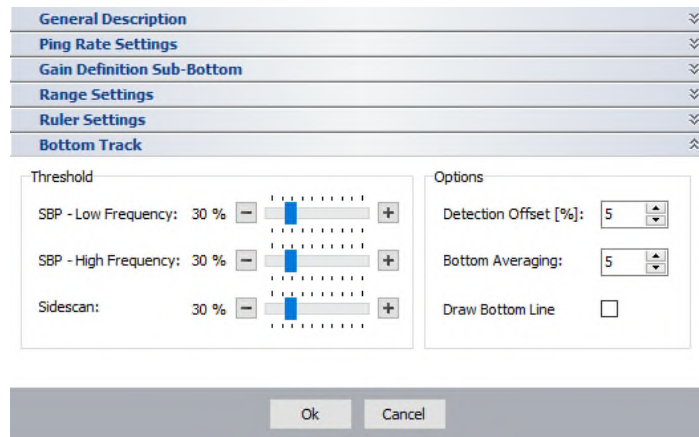 General Description
Ping Rate Settings
Gain Definition Sub-Bottom
Range Settings
Ruler Settings
Bottom Track
Threshold
SBP - Low Frequency: 30 %
SBP - High Frequency: 30 %
Sidescan: 30 %
Options
Detection Offset [%]: 5
Bottom Averaging: 5
Draw Bottom Line
Ok Cancel